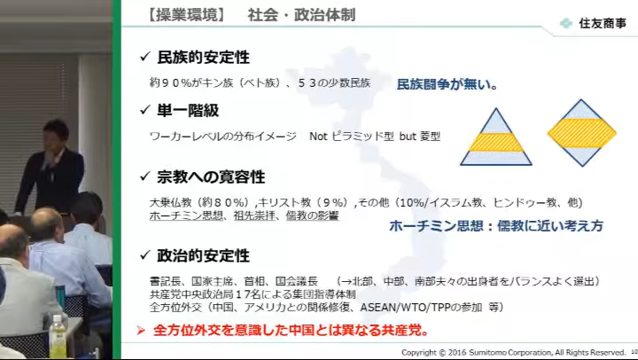 【操業環境】　社会・政治体制
住友商事
✓ 民族的安定性
約９０％がキン族（ベト族）、５３の少数民族
民族闘争が無い。
✓ 単一階級
ワーカーレベルの分布イメージ　Not ピラミッド型 but 菱型
✓ 宗教への寛容性
大乗仏教（約８０％）,キリスト教（９％）,その他（10％/イスラム教、ヒンドゥー教、他）
ホーチミン思想、祖先崇拝、儒教の影響
ホーチミン思想：儒教に近い考え方
✓ 政治的安定性
書記長、国家主席、首相、国会議長　（→北部、中部、南部夫々の出身者をバランスよく選出）
共産党中央政治局１７名による集団指導体制
全方位外交（中国、アメリカとの関係修復、ASEAN/WTO/TPPの参加 等）
➢ 全方位外交を意識した中国とは異なる共産党。
Copyright © 2016 Sumitomo Corporation, All Rights Reserved. 10